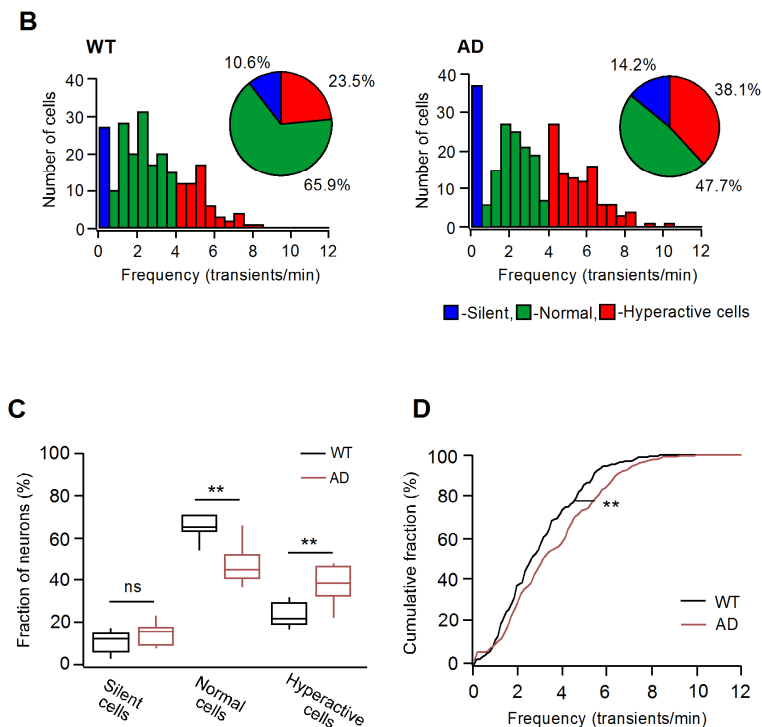 B
WT
AD
10.6%
23.5%
65.9%
14.2%
38.1%
47.7%
Number of cells
40
30
20
10
0
0 2 4 6 8 10 12
Frequency (transients/min)
Number of cells
40
30
20
10
0
0 2 4 6 8 10 12
Frequency (transients/min)
-Silent, -Normal, -Hyperactive cells
C
Fraction of neurons (%)
100
80
60
40
20
0
WT
AD
ns
**
**
Silent
cells
Normal
cells
Hyperactive
cells
D
Cumulative fraction (%)
100
80
60
40
20
0
**
WT
AD
0 2 4 6 8 10 12
Frequency (transients/min)